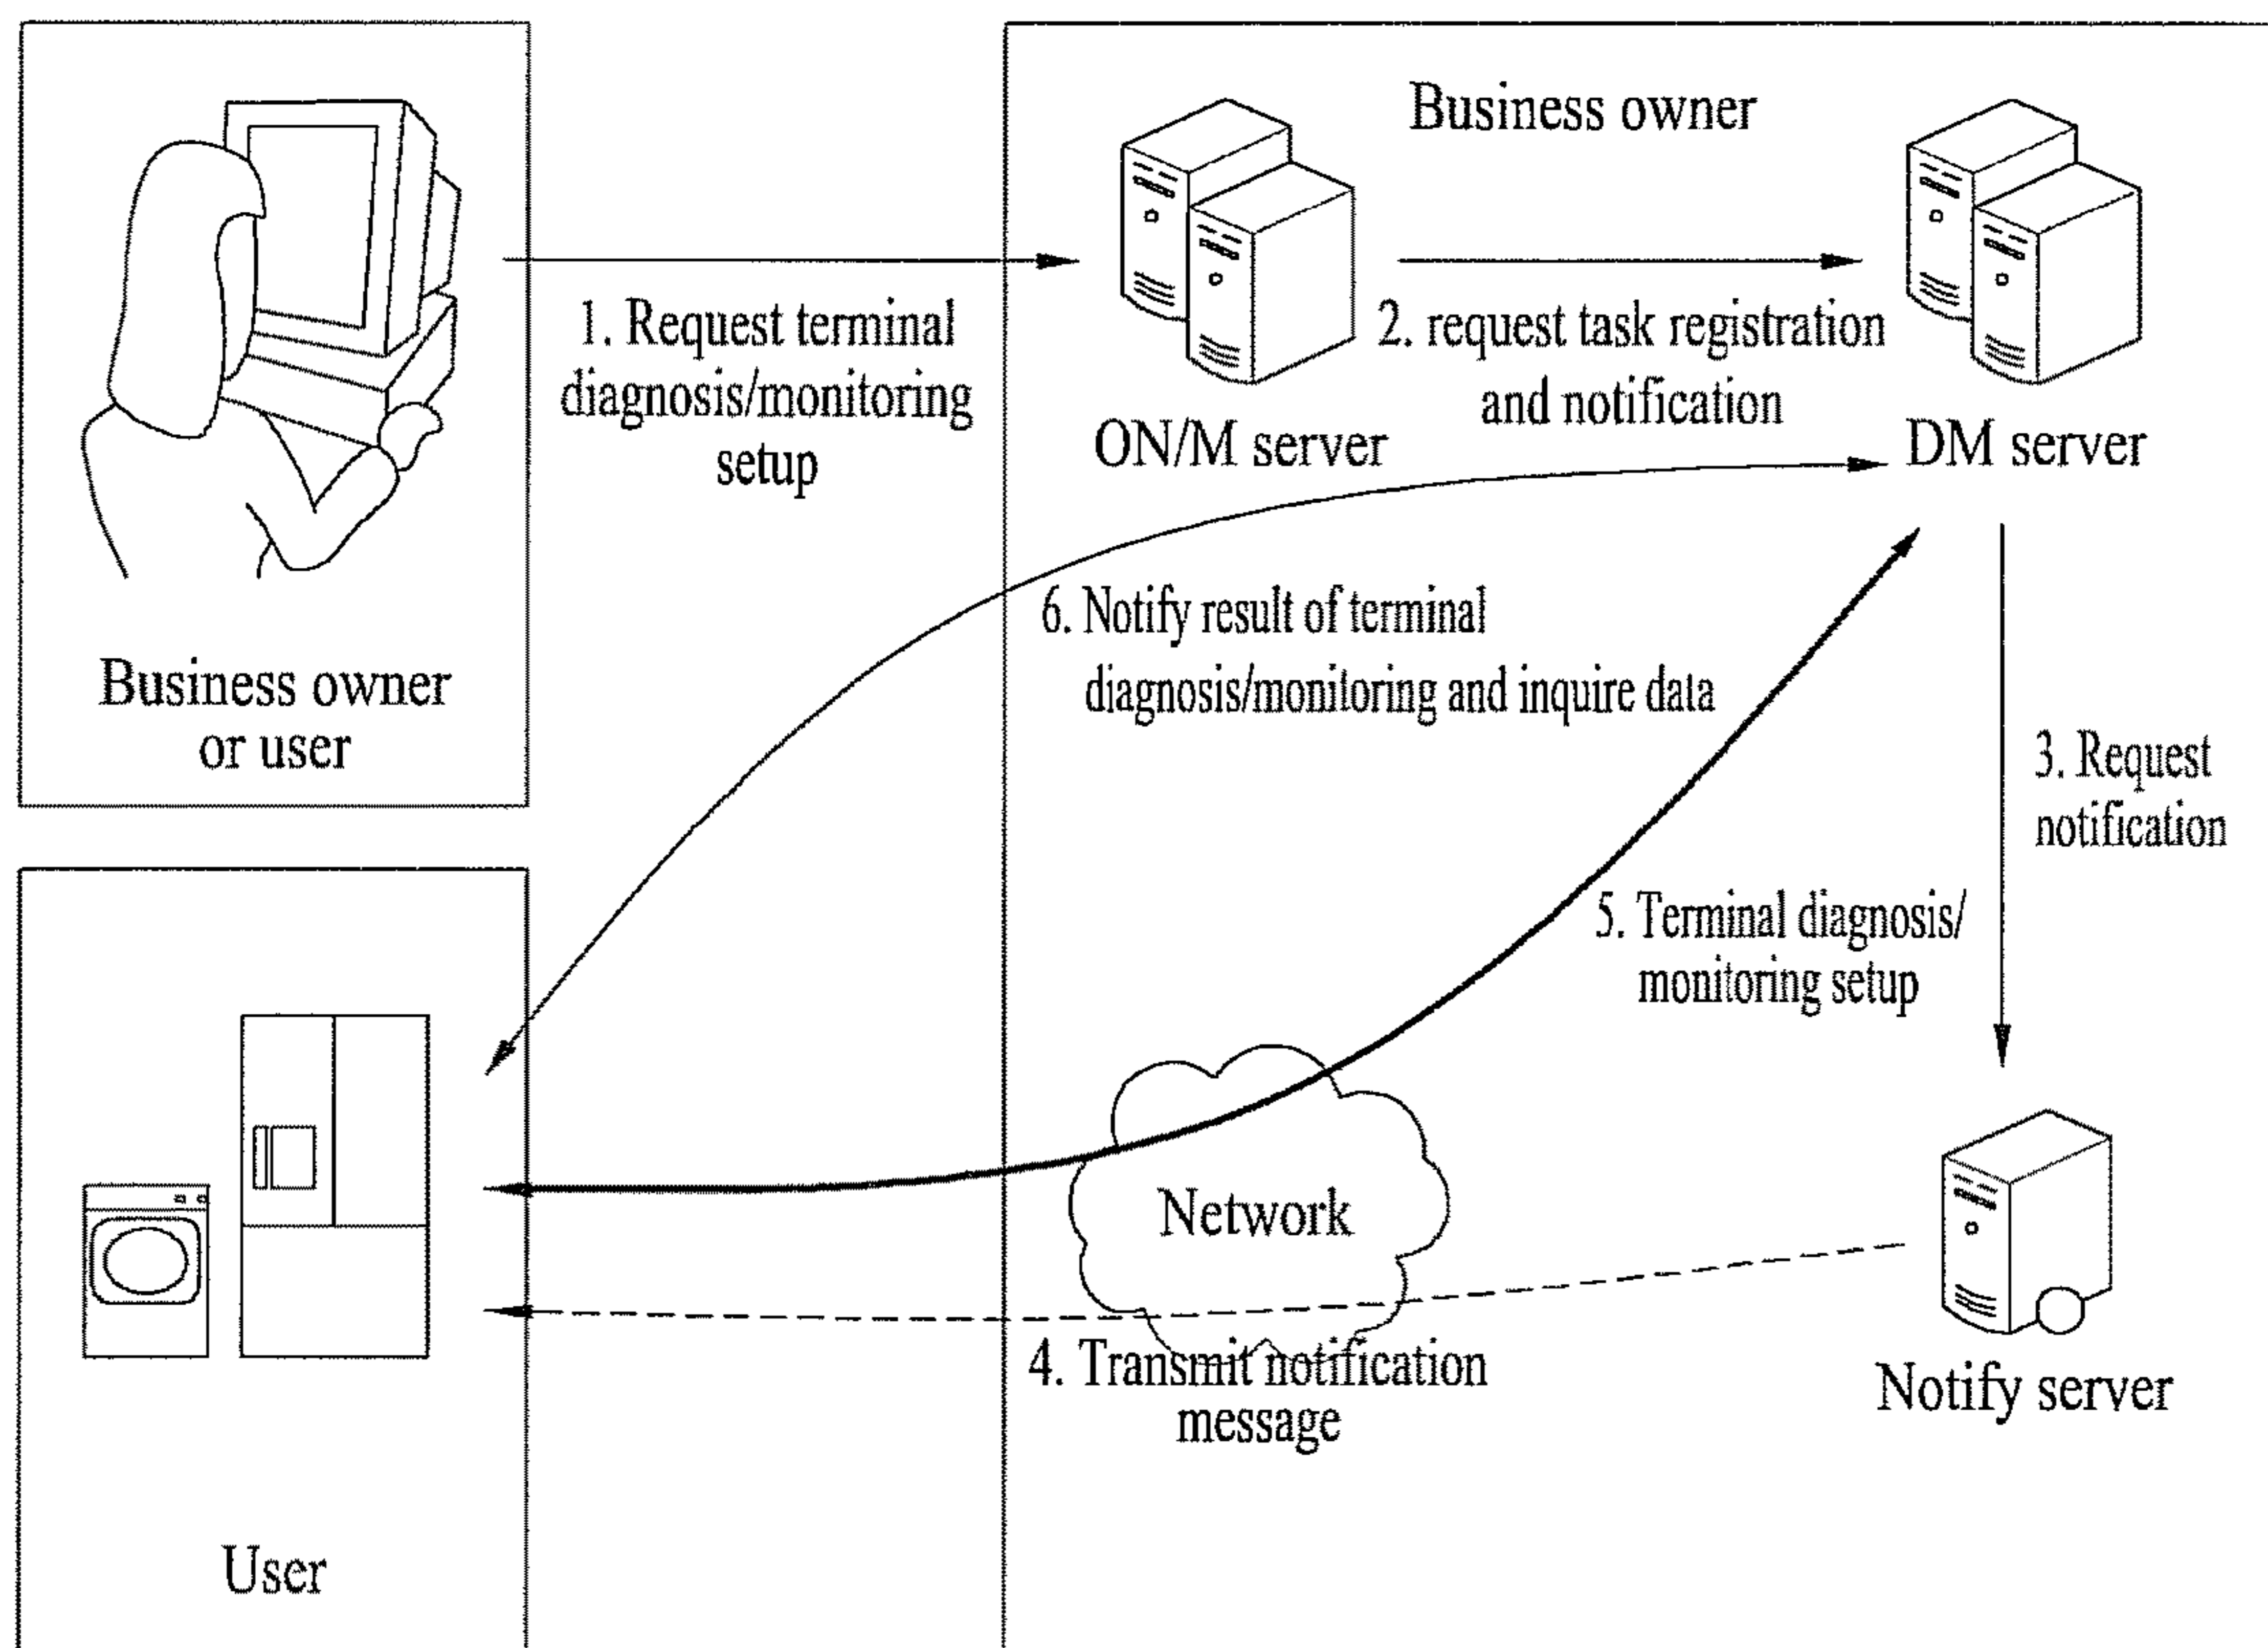 Business owner
1. Request terminal
diagnosis/monitoring
setup
2. request task registration
and notification
ON/M server
DM server
Business owner
or user
6. Notify result of terminal
diagnosis/monitoring and inquire data
3. Request
notification
5. Terminal diagnosis/
monitoring setup
Network
4. Transmit notification
message
Notify server
User